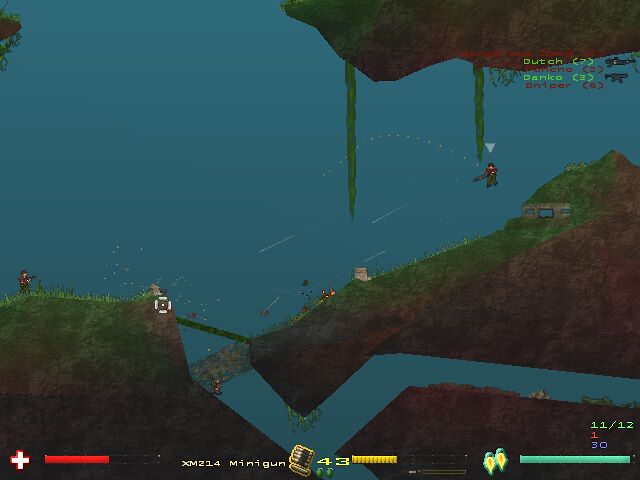 Dutch (7)
Danko (3)
Sniper (6)
11/12
1
30
XM214 Minigun
43